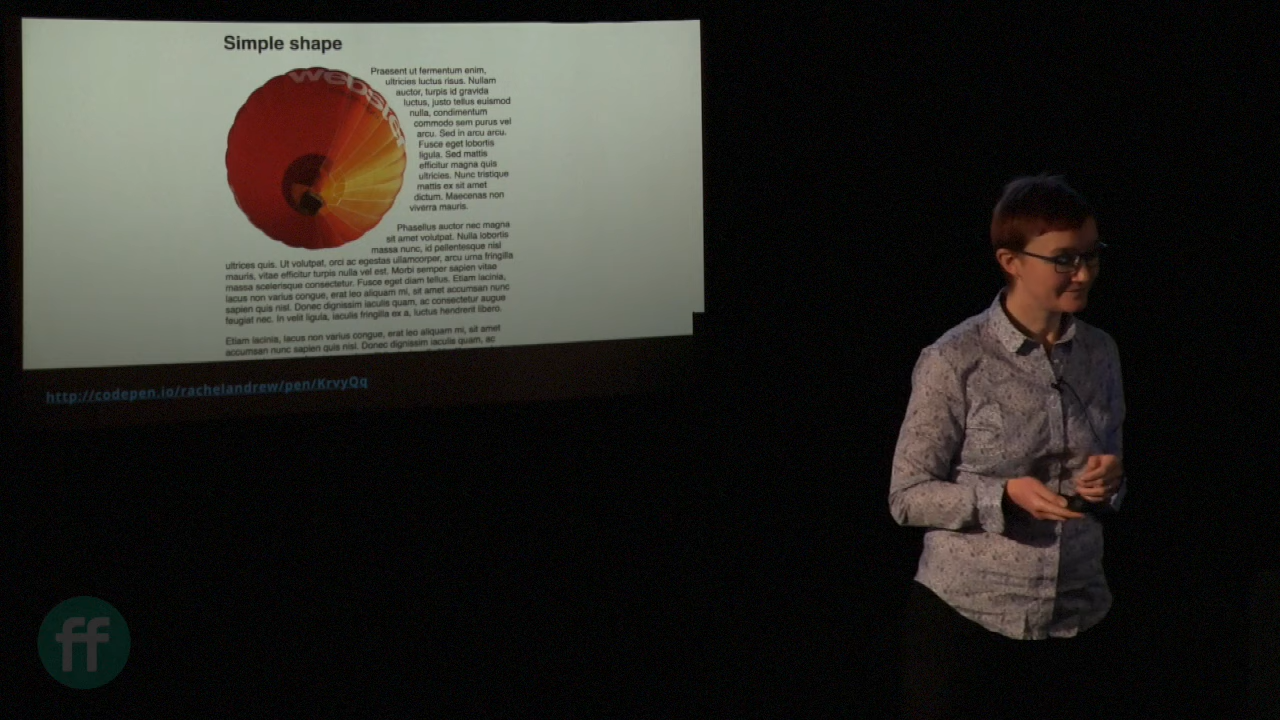 Simple shape
webster
Praesent ut fermentum enim,
ultricies luctus risus. Nullam
auctor, turpis id gravida
luctus, justo tellus euismod
nulla, condimentum
commodo sem purus vel
arcu. Sed in arcu arcu.
Fusce eget lobortis
ligula. Sed mattis
efficitur magna quis
ultricies. Nunc tristique
mattis ex sit amet
dictum. Maecenas non
viverra mauris.
Phasellus auctor nec magna
sit amet volutpat. Nulla lobortis
massa nunc, id pellentesque nisl
ultrices quis. Ut volutpat, orci ac egestas ullamcorper, arcu urna fringilla
mauris, vitae efficitur turpis nulla vel est. Morbi semper sapien vitae
massa scelerisque consectetur. Fusce eget diam tellus. Etiam lacinia,
lacus non varius congue, erat leo aliquam mi, sit amet accumsan nunc
sapien quis nisl. Donec dignissim iaculis quam, ac consectetur augue
feugiat nec. In velit ligula, iaculis fringilla ex a, luctus hendrerit libero.
Etiam lacinia, lacus non varius congue, erat leo aliquam mi, sit amet
accumsan nunc sapien quis nisl. Donec dignissim iaculis quam, ac
http://codepen.io/rachelandrew/pen/KrvyQq
ff